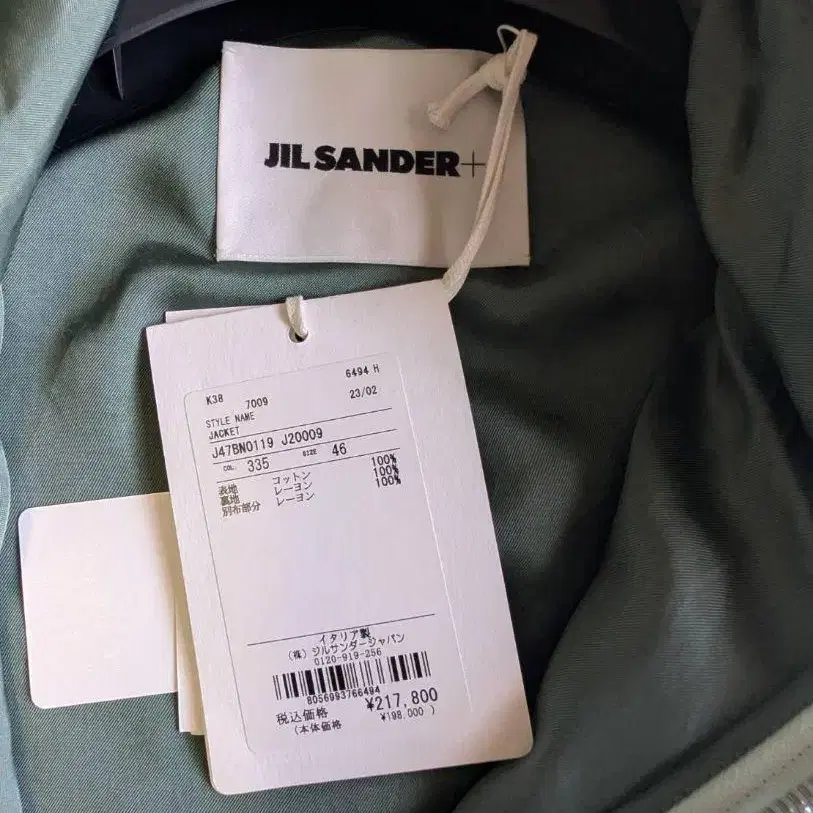 JIL SANDER+
6494 H
K38 7009 23/02
STYLE NAME
JACKET
J47BN0119 J20009
COL. 335 SIZE 46
表地 コットン 100%
裏地 レーヨン 100%
別布部分 レーヨン 100%
イタリア製
(株) ジルサンダージャパン
0120-919-256
8056993766494
税込価格 ¥217,800
(本体価格 ¥198,000 )